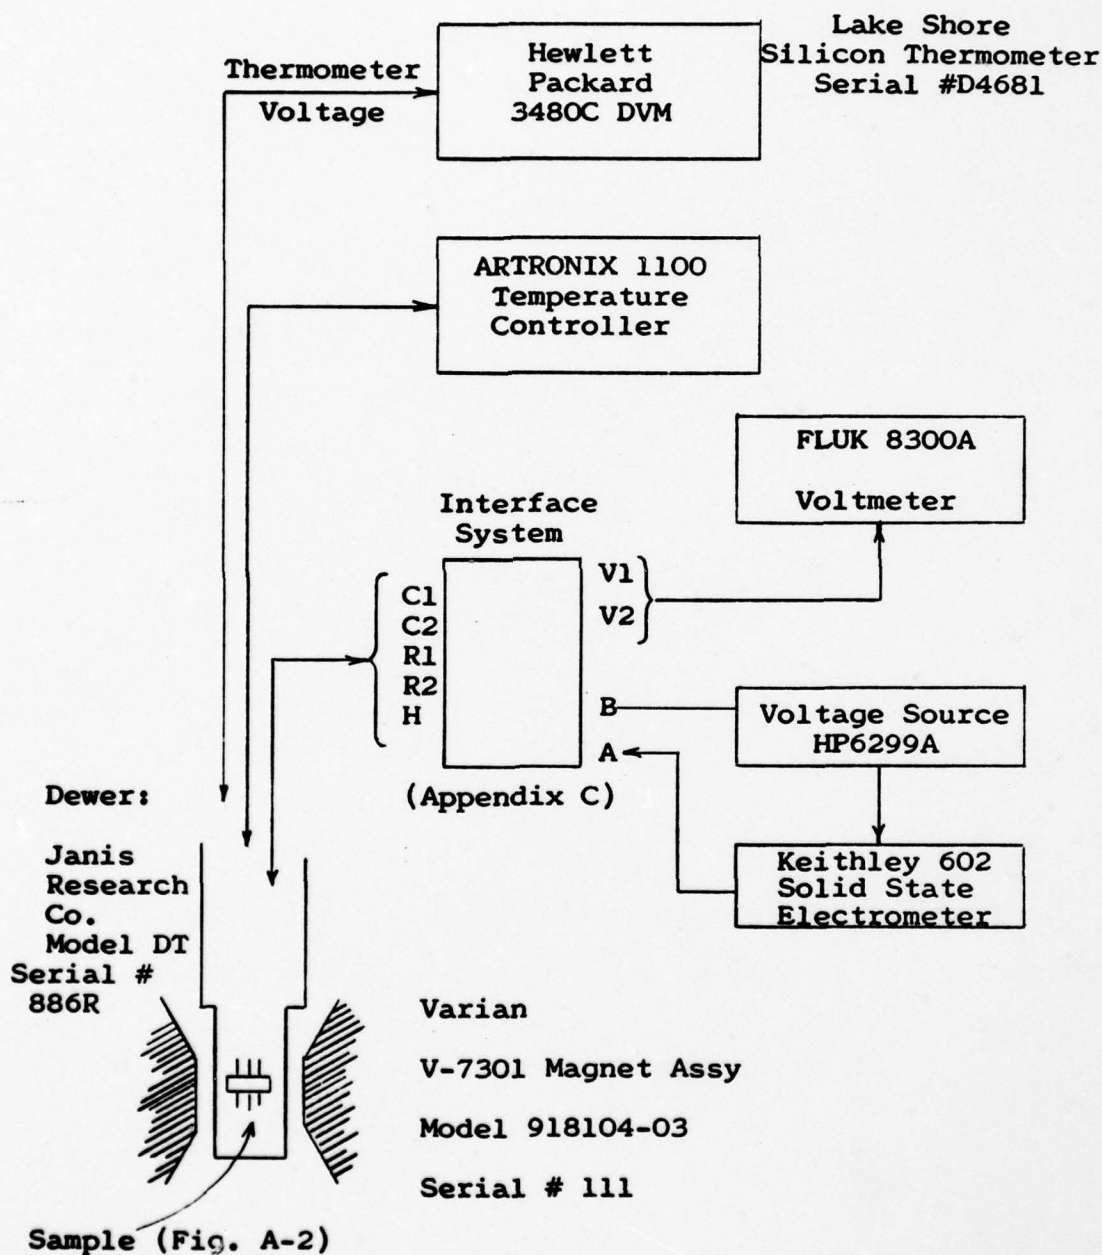 Lake Shore
Silicon Thermometer
Serial #D4681
Hewlett
Packard
3480C DVM
Thermometer
Voltage
ARTRONIX 1100
Temperature
Controller
FLUK 8300A
Voltmeter
Interface
System
V1
V2
C1
C2
R1
R2
H
B
A
Voltage Source
HP6299A
(Appendix C)
Keithley 602
Solid State
Electrometer
Dewer:
Janis
Research
Co.
Model DT
Serial #
886R
Varian
V-7301 Magnet Assy
Model 918104-03
Serial # 111
Sample (Fig. A-2)